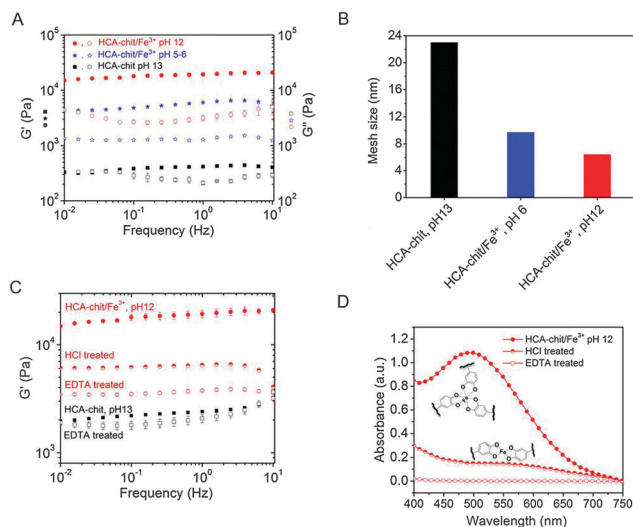 A
HCA-chit/Fe³⁺ pH 12
HCA-chit/Fe³⁺ pH 5-6
HCA-chit pH 13
10⁵
10⁴
10³
10²
G' (Pa)
10⁵
10⁴
10³
10²
G'' (Pa)
10⁻² 10⁻¹ 10⁰ 10¹
Frequency (Hz)
B
24
20
16
12
8
4
0
Mesh size (nm)
HCA-chit, pH13
HCA-chit/Fe³⁺, pH 6
HCA-chit/Fe³⁺, pH12
C
HCA-chit/Fe³⁺, pH12
HCl treated
EDTA treated
HCA-chit, pH13
EDTA treated
10⁴
10³
G' (Pa)
10⁻² 10⁻¹ 10⁰ 10¹
Frequency (Hz)
D
HCA-chit/Fe³⁺ pH 12
HCl treated
EDTA treated
1.2
1.0
0.8
0.6
0.4
0.2
0.0
Absorbance (a.u.)
400 450 500 550 600 650 700 750
Wavelength (nm)